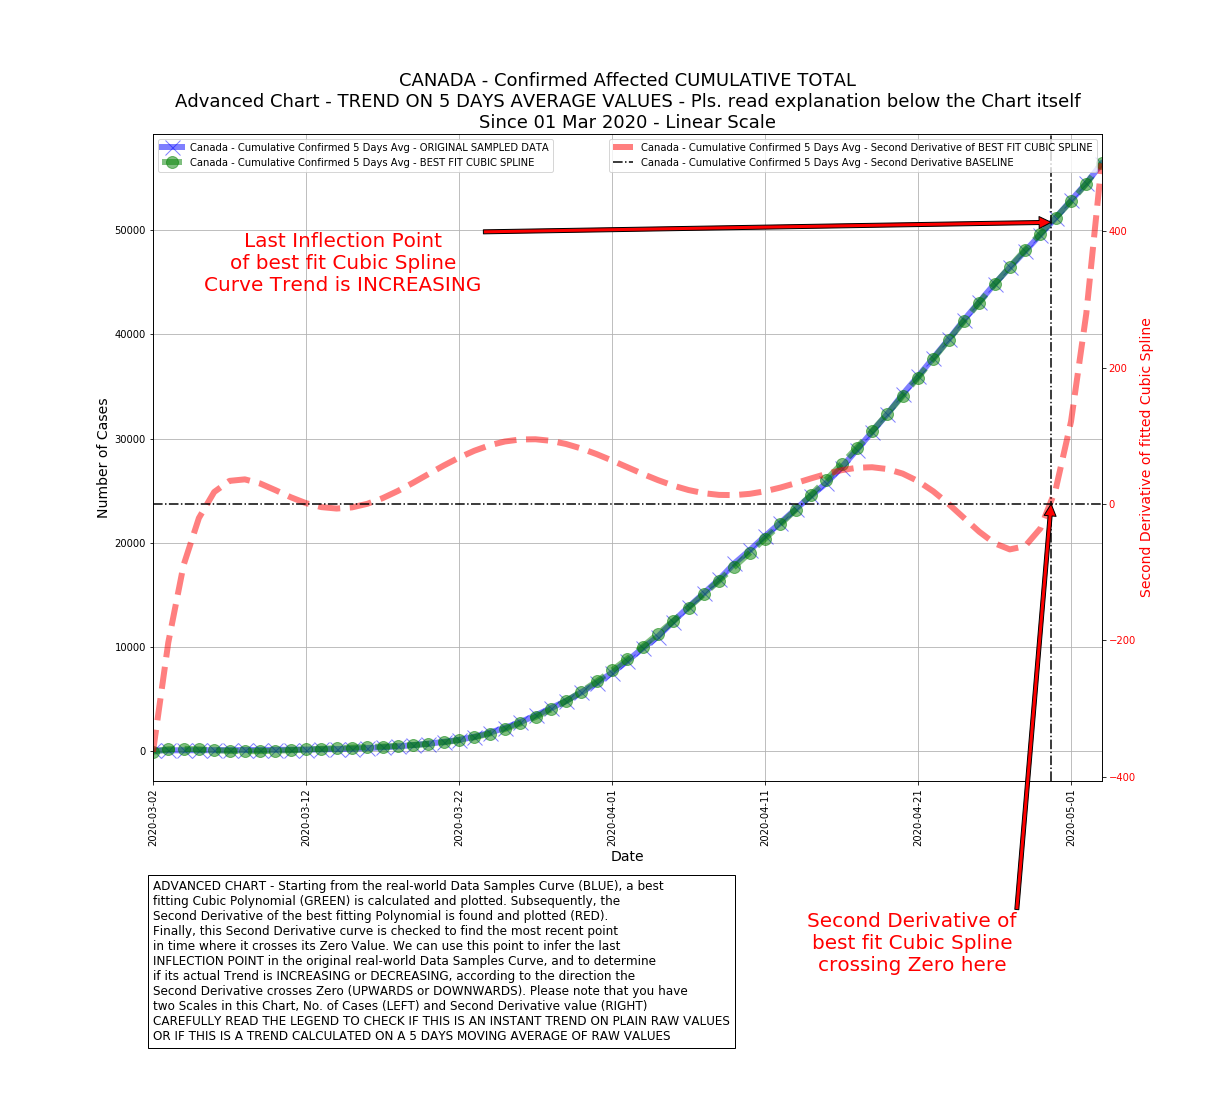 CANADA - Confirmed Affected CUMULATIVE TOTAL
Advanced Chart - TREND ON 5 DAYS AVERAGE VALUES - Pls. read explanation below the Chart itself
Since 01 Mar 2020 - Linear Scale
Canada - Cumulative Confirmed 5 Days Avg - ORIGINAL SAMPLED DATA
Canada - Cumulative Confirmed 5 Days Avg - BEST FIT CUBIC SPLINE
Canada - Cumulative Confirmed 5 Days Avg - Second Derivative of BEST FIT CUBIC SPLINE
Canada - Cumulative Confirmed 5 Days Avg - Second Derivative BASELINE
Last Inflection Point
of best fit Cubic Spline
Curve Trend is INCREASING
Number of Cases
50000
40000
30000
20000
10000
0
400
200
0
−200
−400
Second Derivative of fitted Cubic Spline
2020-03-02
2020-03-12
2020-03-22
2020-04-01
2020-04-11
2020-04-21
2020-05-01
Date
ADVANCED CHART - Starting from the real-world Data Samples Curve (BLUE), a best
fitting Cubic Polynomial (GREEN) is calculated and plotted. Subsequently, the
Second Derivative of the best fitting Polynomial is found and plotted (RED).
Finally, this Second Derivative curve is checked to find the most recent point
in time where it crosses its Zero Value. We can use this point to infer the last
INFLECTION POINT in the original real-world Data Samples Curve, and to determine
if its actual Trend is INCREASING or DECREASING, according to the direction the
Second Derivative crosses Zero (UPWARDS or DOWNWARDS). Please note that you have
two Scales in this Chart, No. of Cases (LEFT) and Second Derivative value (RIGHT)
CAREFULLY READ THE LEGEND TO CHECK IF THIS IS AN INSTANT TREND ON PLAIN RAW VALUES
OR IF THIS IS A TREND CALCULATED ON A 5 DAYS MOVING AVERAGE OF RAW VALUES
Second Derivative of
best fit Cubic Spline
crossing Zero here